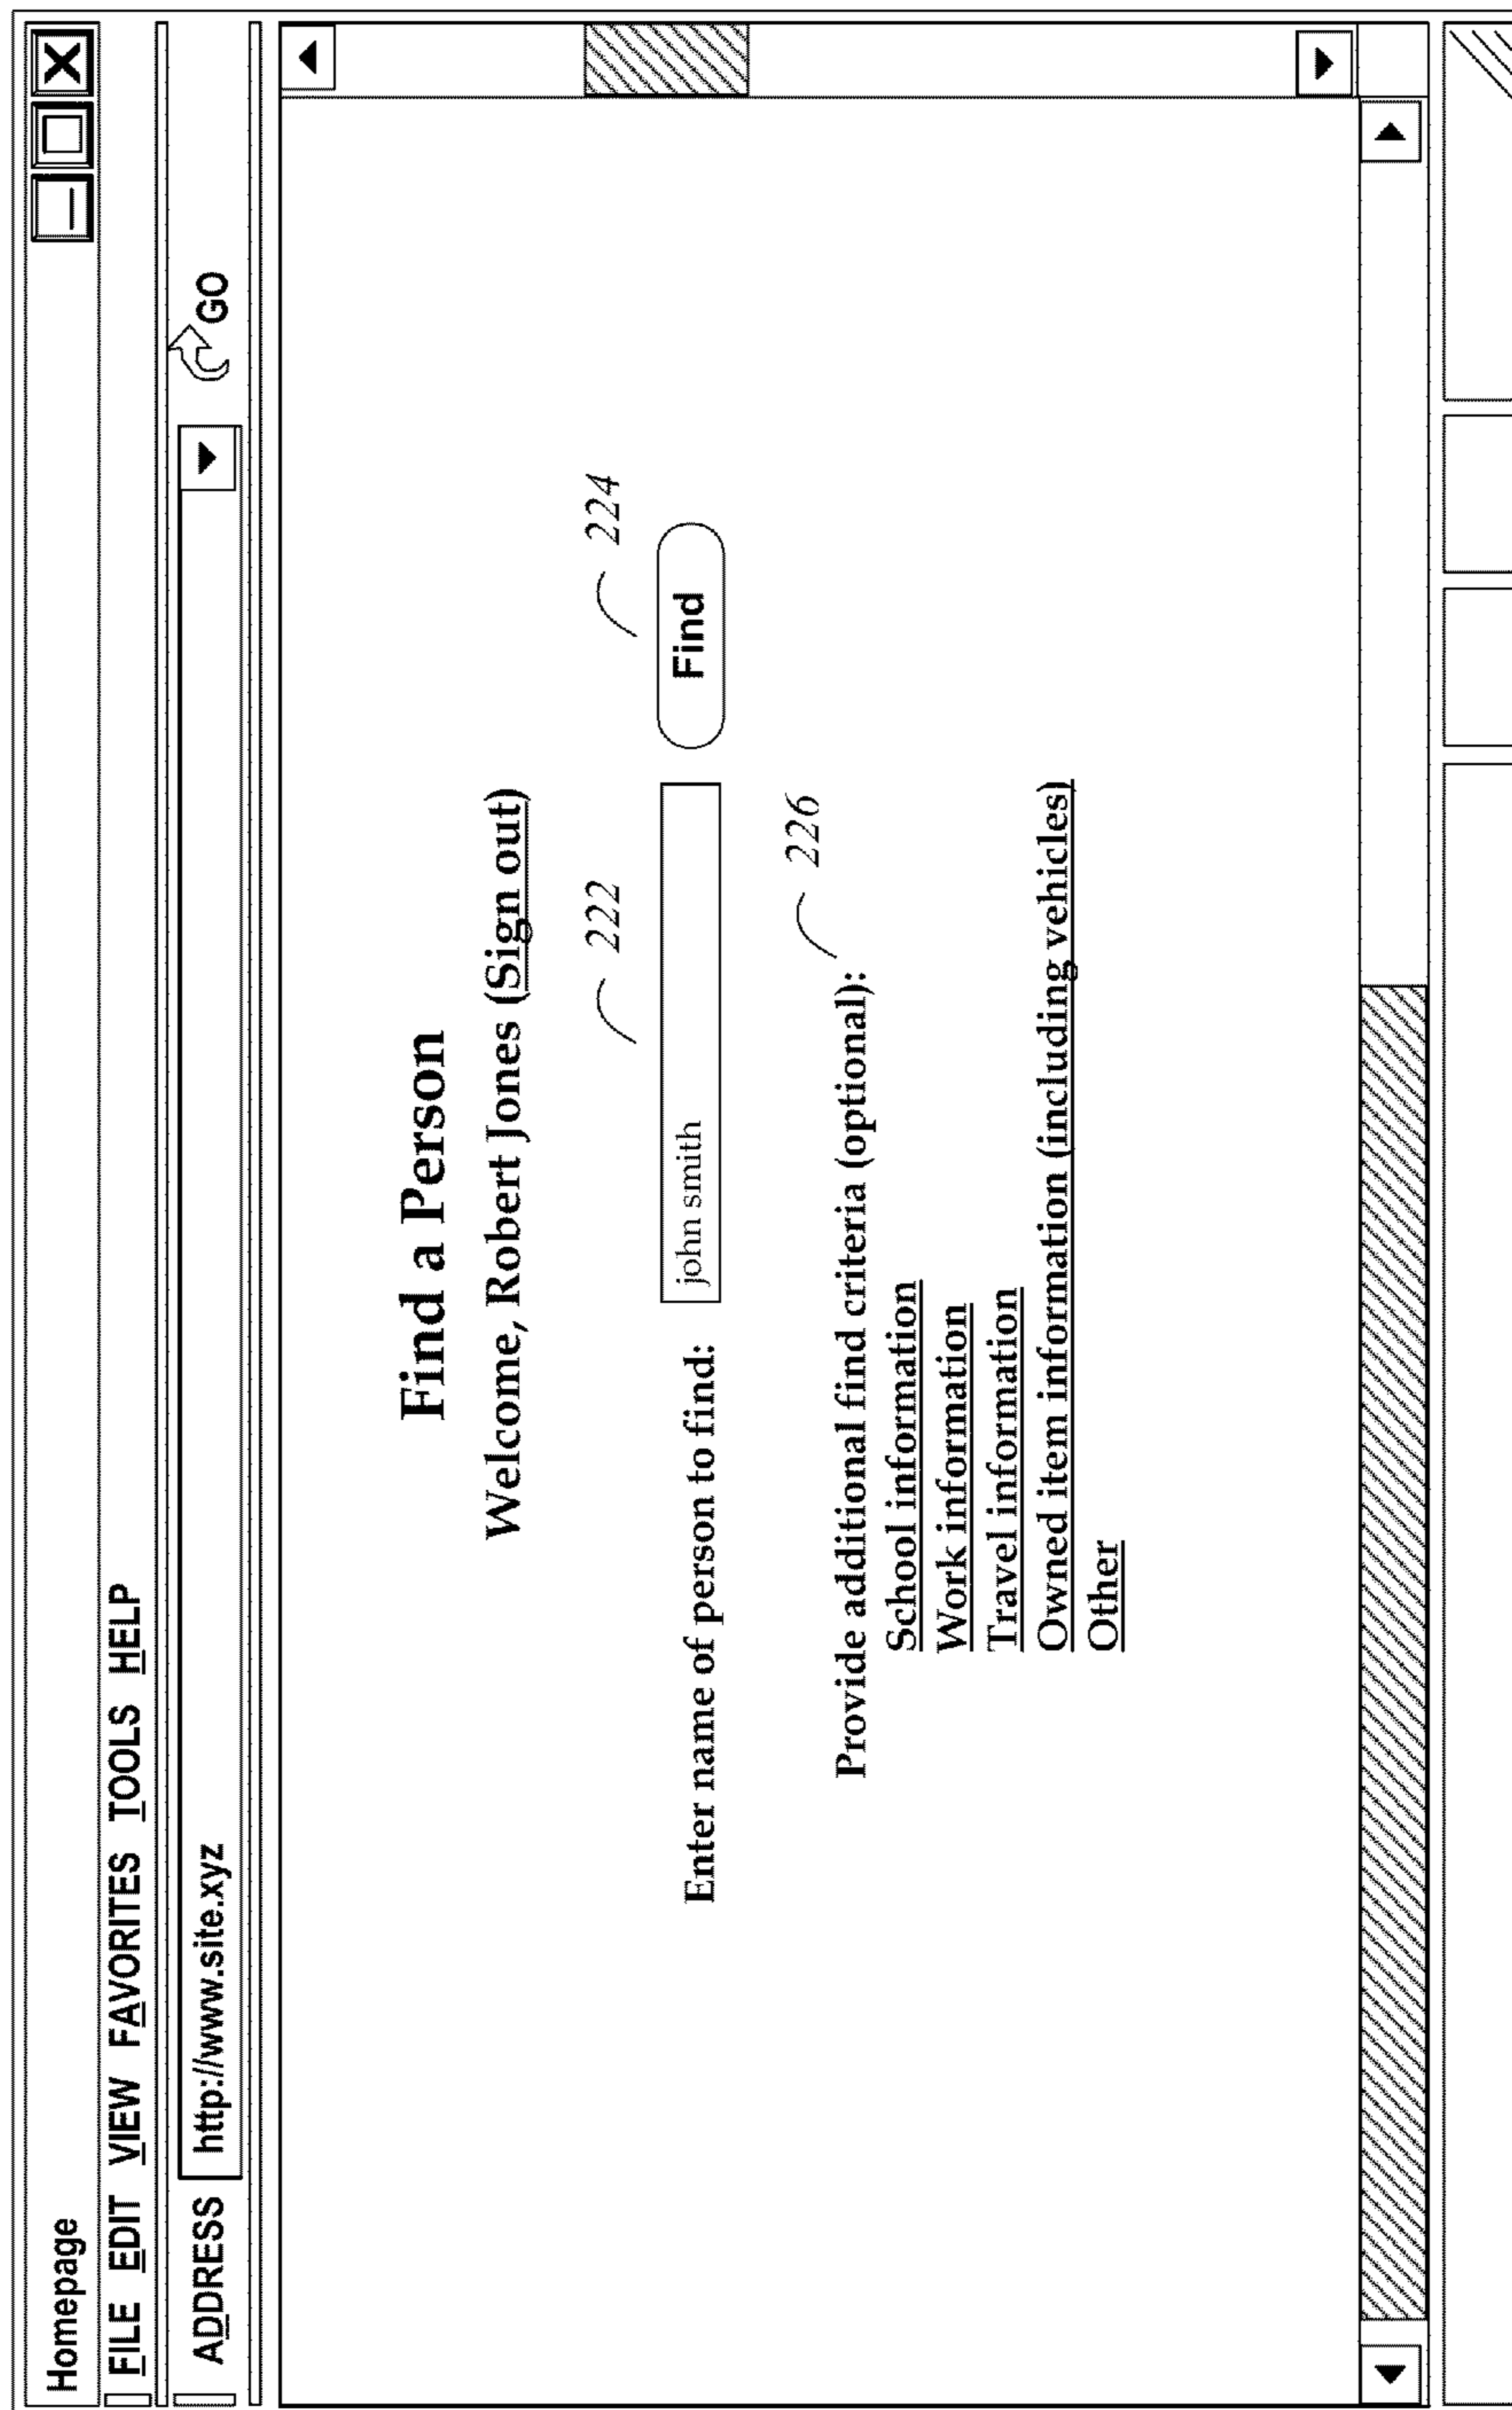 Homepage
FILE EDIT VIEW FAVORITES TOOLS HELP
ADDRESS http://www.site.xyz GO
Find a Person
Welcome, Robert Jones (Sign out)
222 224
Enter name of person to find: john smith Find
226
Provide additional find criteria (optional):
School information
Work information
Travel information
Owned item information (including vehicles)
Other